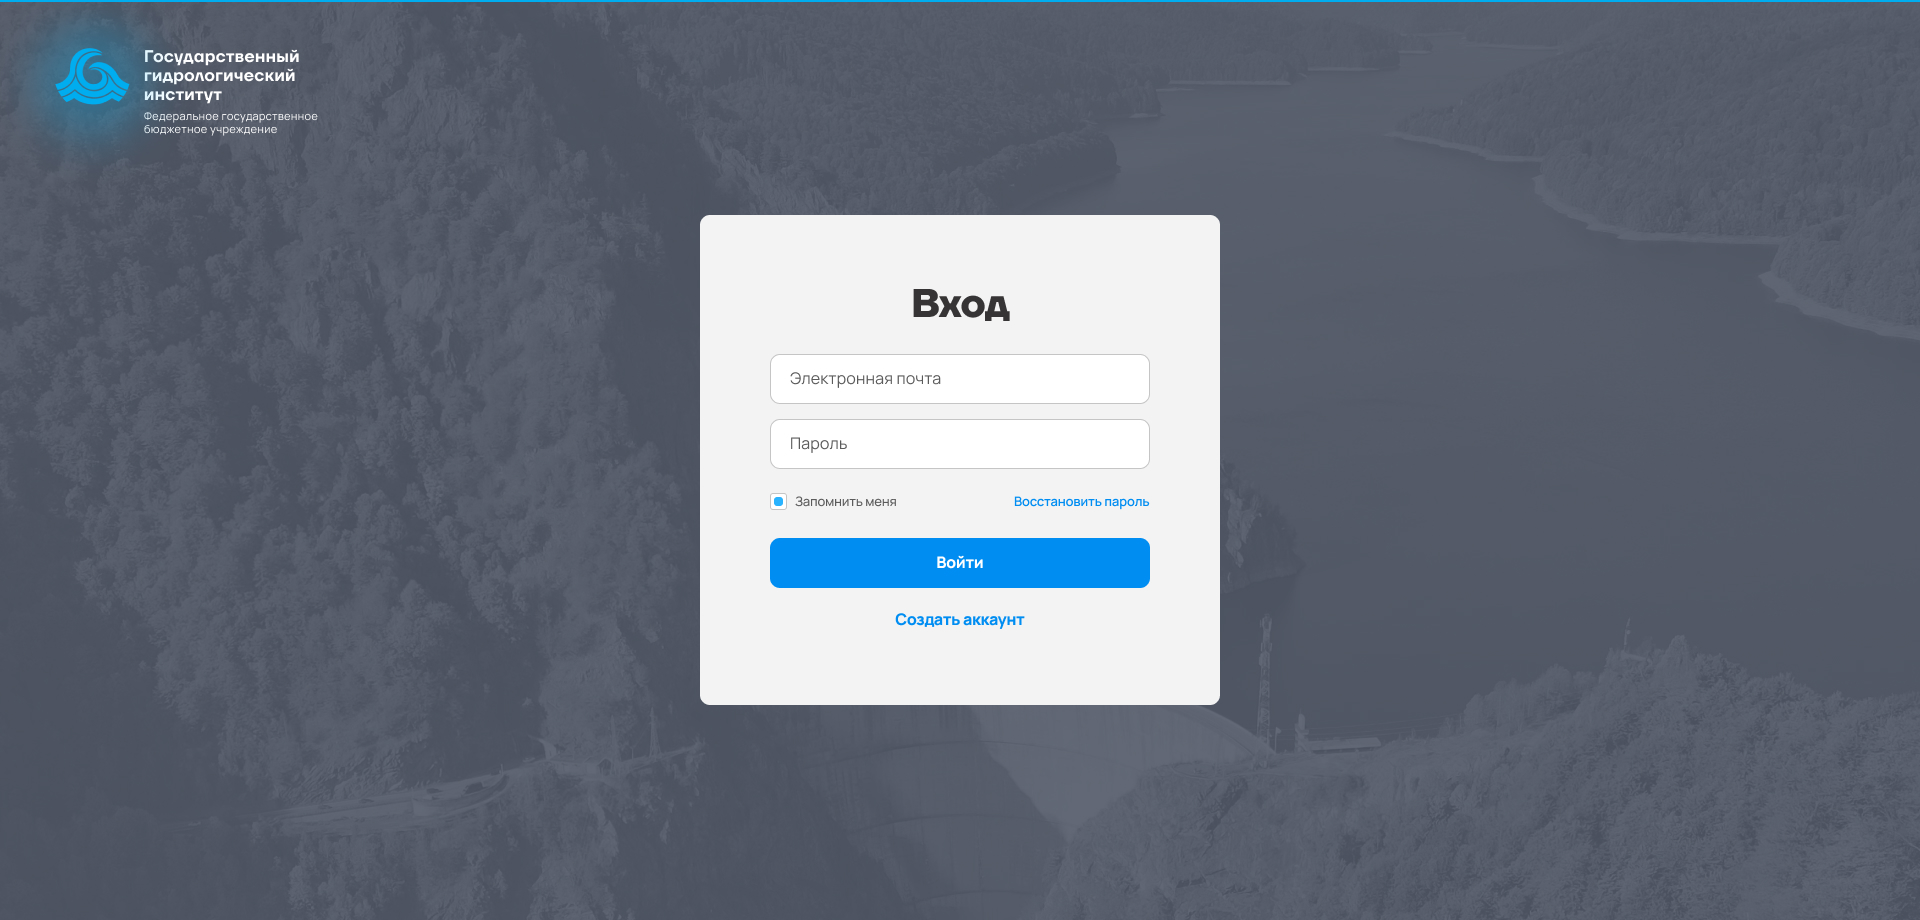 Государственный
гидрологический
институт
Федеральное государственное
бюджетное учреждение
Вход
Электронная почта
Пароль
Запомнить меня
Восстановить пароль
Войти
Создать аккаунт